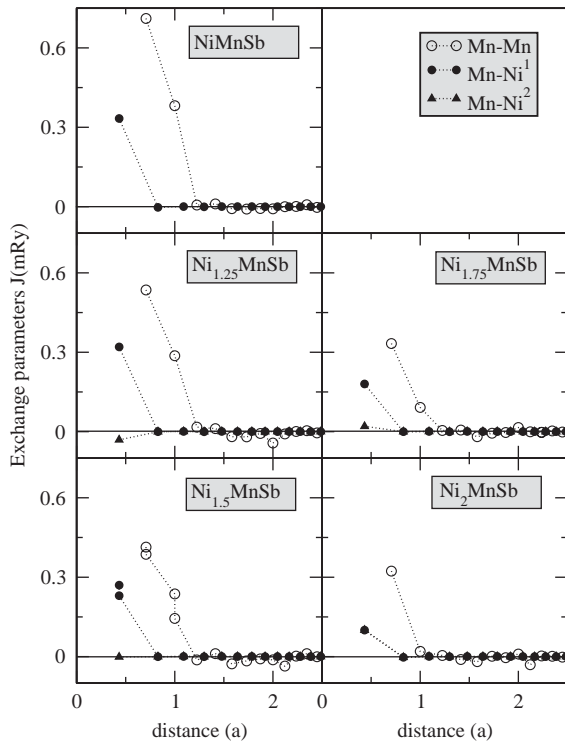 0.6
NiMnSb
Mn-Mn
Mn-Ni¹
Mn-Ni²
0.3
0
Exchange parameters J(mRy)
0.6
Ni₁.₂₅MnSb
Ni₁.₇₅MnSb
0.3
0
0.6
Ni₁.₅MnSb
Ni₂MnSb
0.3
0
0 1 2 0 1 2
distance (a) distance (a)